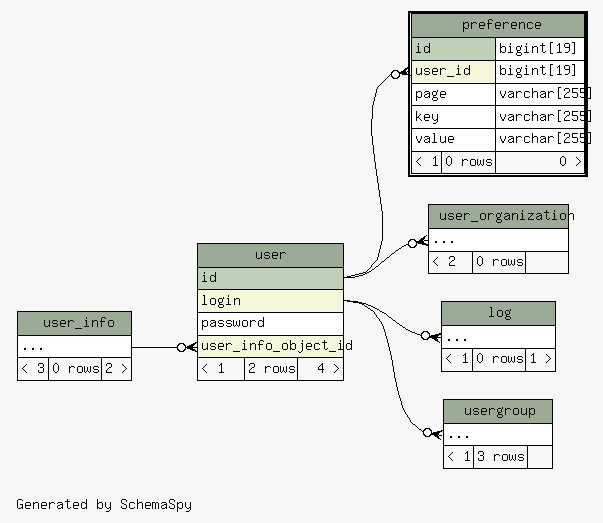 preference
id bigint[19]
user_id bigint[19]
page varchar[255]
key varchar[255]
value varchar[255]
< 1 0 rows 0 >
user_organization
...
< 2 0 rows
user
id
login
password
user_info_object_id
< 1 2 rows 4 >
user_info
...
< 3 0 rows 2 >
log
...
< 1 0 rows 1 >
usergroup
...
< 1 3 rows
Generated by SchemaSpy